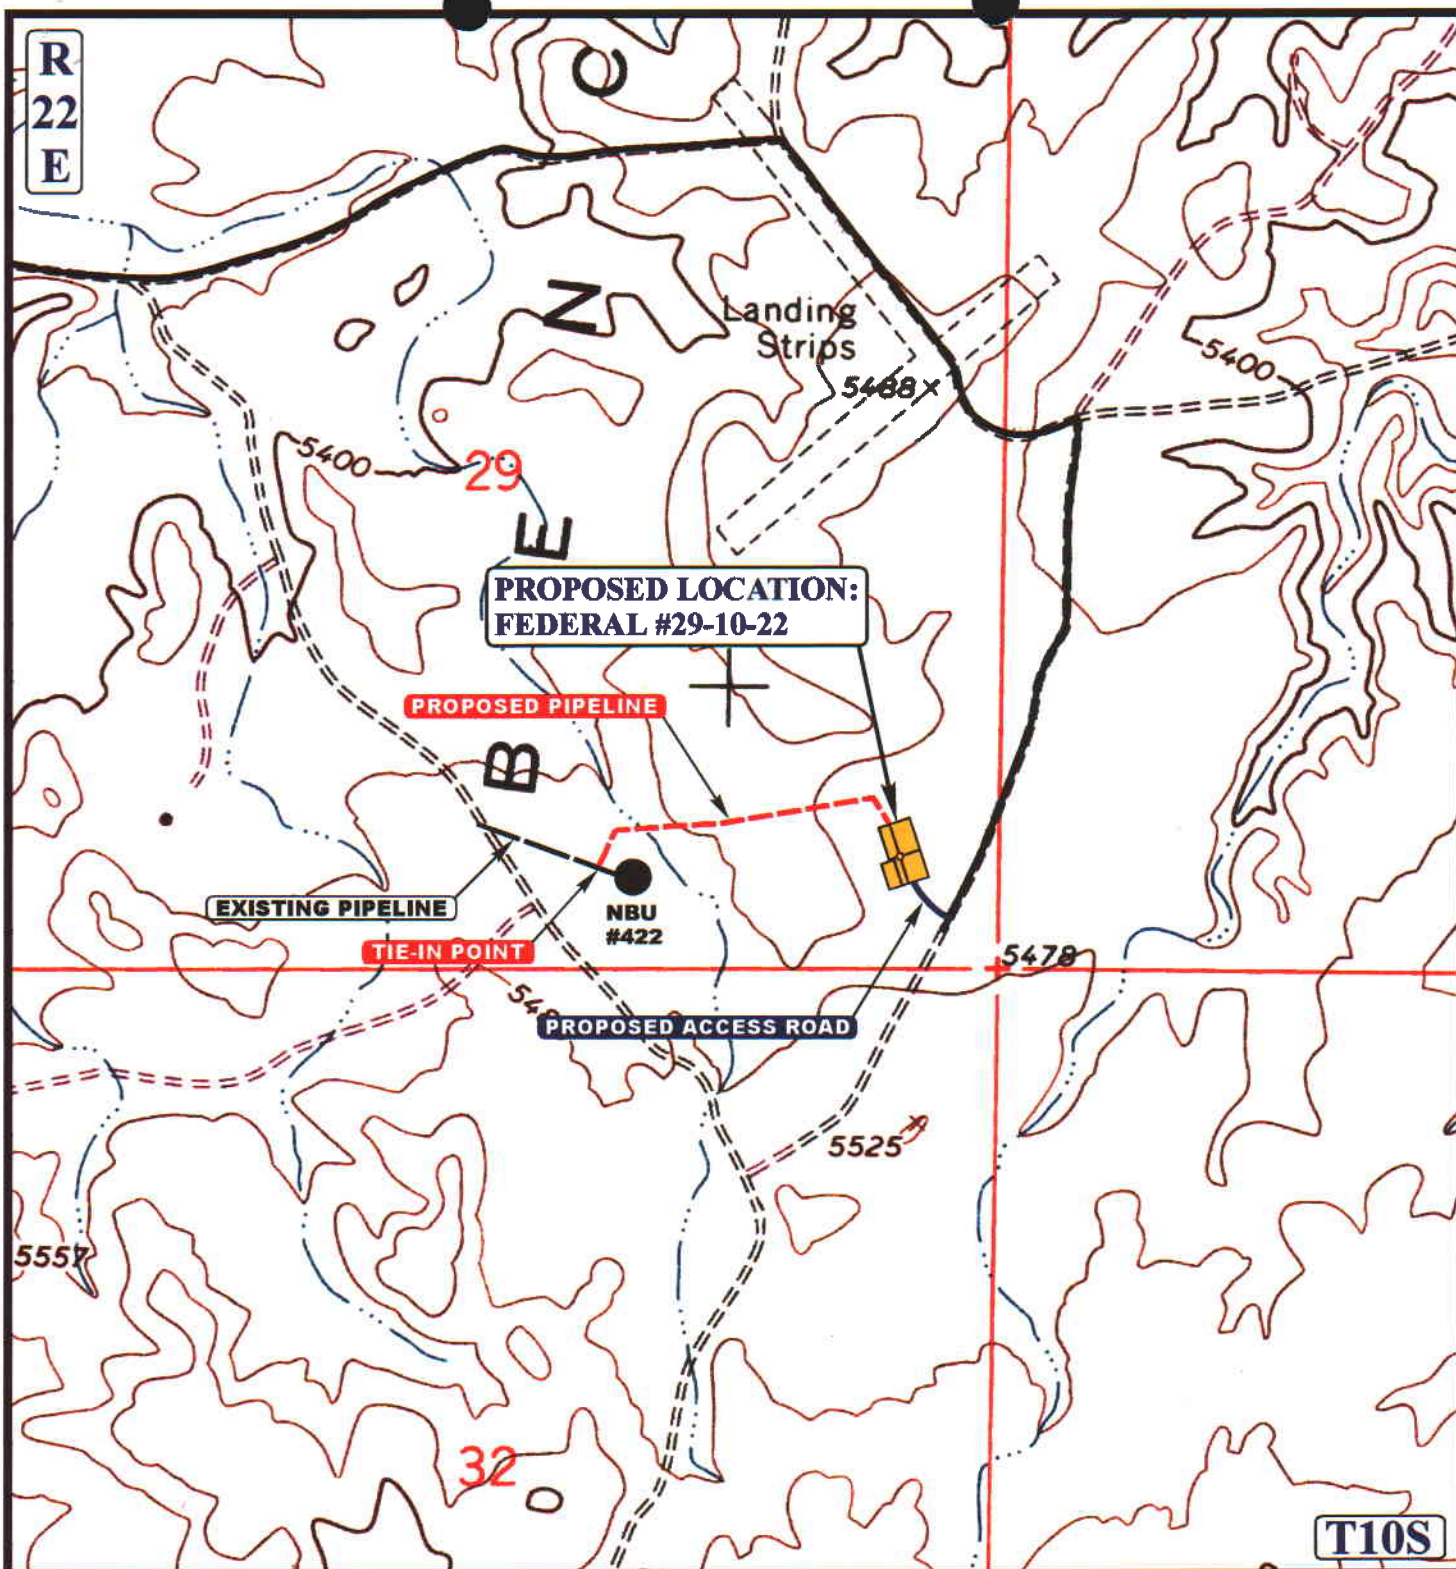 R
22
E
C
N
Landing
Strips
5488
5400
5400
29
E
PROPOSED LOCATION:
FEDERAL #29-10-22
PROPOSED PIPELINE
B
EXISTING PIPELINE
NBU
#422
TIE-IN POINT
5478
PROPOSED ACCESS ROAD
5525
5557
32
T10S